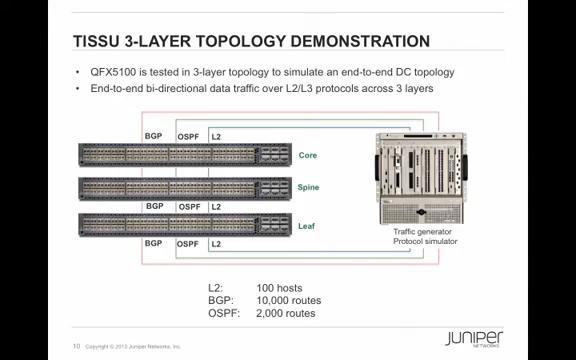 TISSU 3-LAYER TOPOLOGY DEMONSTRATION
• QFX5100 is tested in 3-layer topology to simulate an end-to-end DC topology
• End-to-end bi-directional data traffic over L2/L3 protocols across 3 layers
BGP OSPF L2
Core
Spine
BGP OSPF L2
Leaf
BGP OSPF L2
Traffic generator
Protocol simulator
L2: 100 hosts
BGP: 10,000 routes
OSPF: 2,000 routes
10 Copyright © 2013 Juniper Networks, Inc.
JUNIPER
NETWORKS